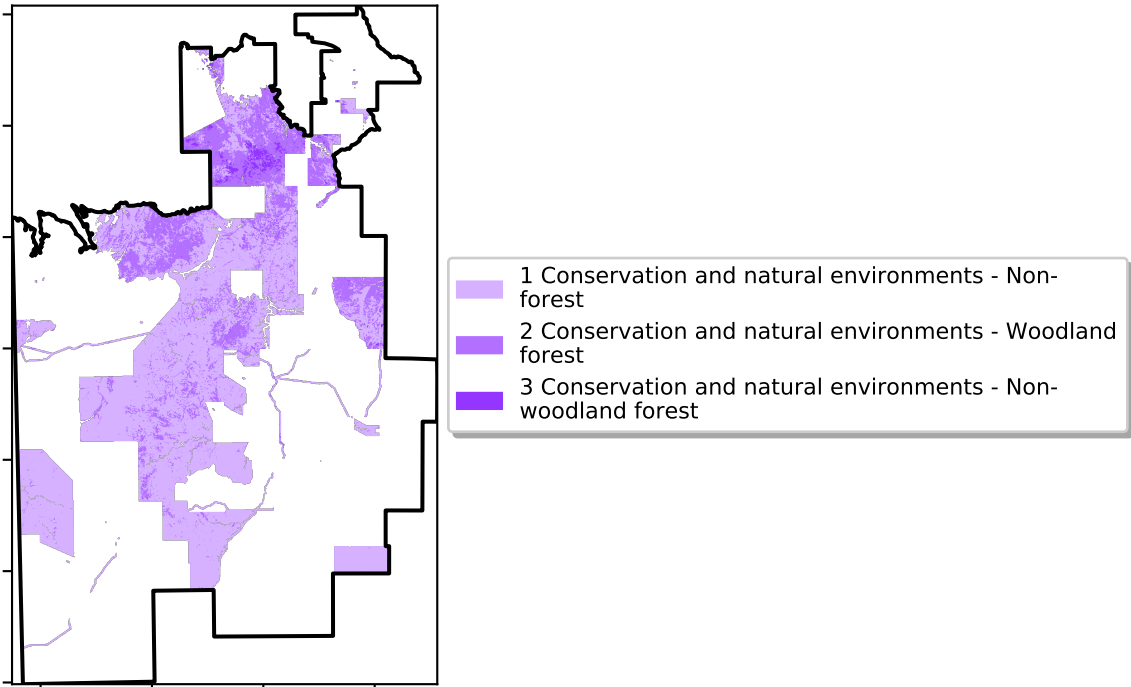 1 Conservation and natural environments - Non-
forest
2 Conservation and natural environments - Woodland
forest
3 Conservation and natural environments - Non-
woodland forest